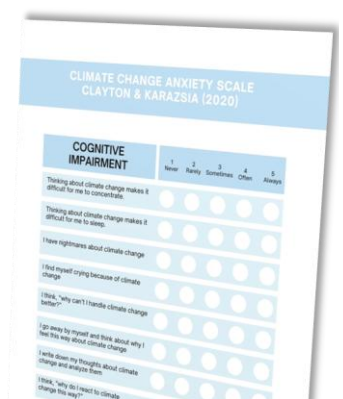 CLIMATE CHANGE ANXIETY SCALE
CLAYTON & KARAZSIA (2020)
COGNITIVE
IMPAIRMENT
1 2 3 4 5
Never Rarely Sometimes Often Always
Thinking about climate change makes it
difficult for me to concentrate.
Thinking about climate change makes it
difficult for me to sleep.
I have nightmares about climate change
I find myself crying because of climate
change
I think, "why can't I handle climate change
better?"
I go away by myself and think about why I
feel this way about climate change
I write down my thoughts about climate
change and analyze them
I think, "why do I react to climate
change this way?"